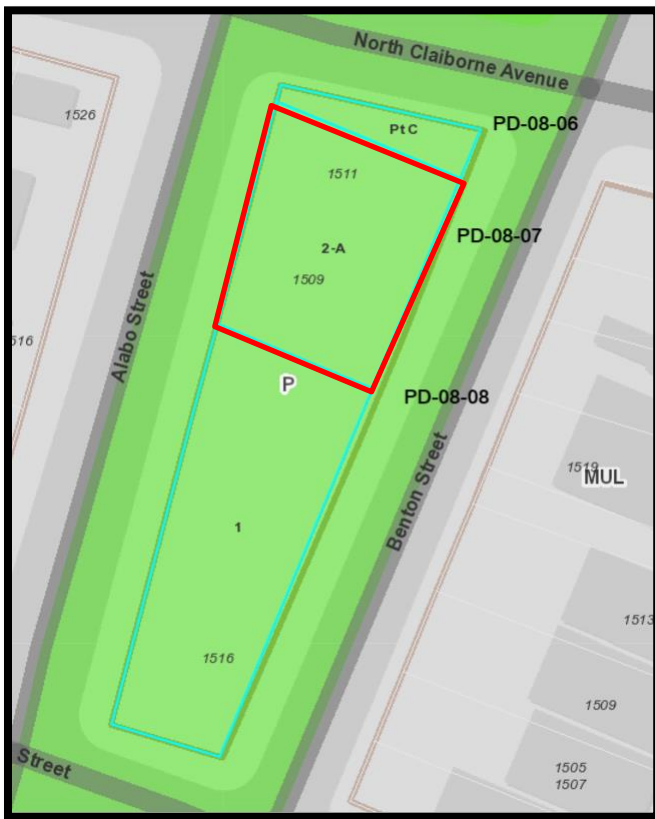 North Claiborne Avenue
1526
Pt C
PD-08-06
1511
PD-08-07
2-A
1509
Alabo Street
516
P
PD-08-08
Benton Street
1519
MUL
1
1513
1516
1509
Street
1505
1507